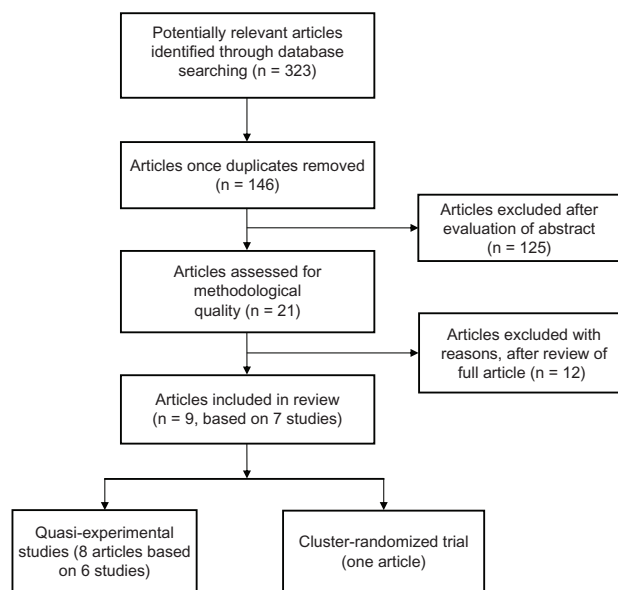 Potentially relevant articles
identified through database
searching (n = 323)
Articles once duplicates removed
(n = 146)
Articles excluded after
evaluation of abstract
(n = 125)
Articles assessed for
methodological
quality (n = 21)
Articles excluded with
reasons, after review of
full article (n = 12)
Articles included in review
(n = 9, based on 7 studies)
Quasi-experimental
studies (8 articles based
on 6 studies)
Cluster-randomized trial
(one article)